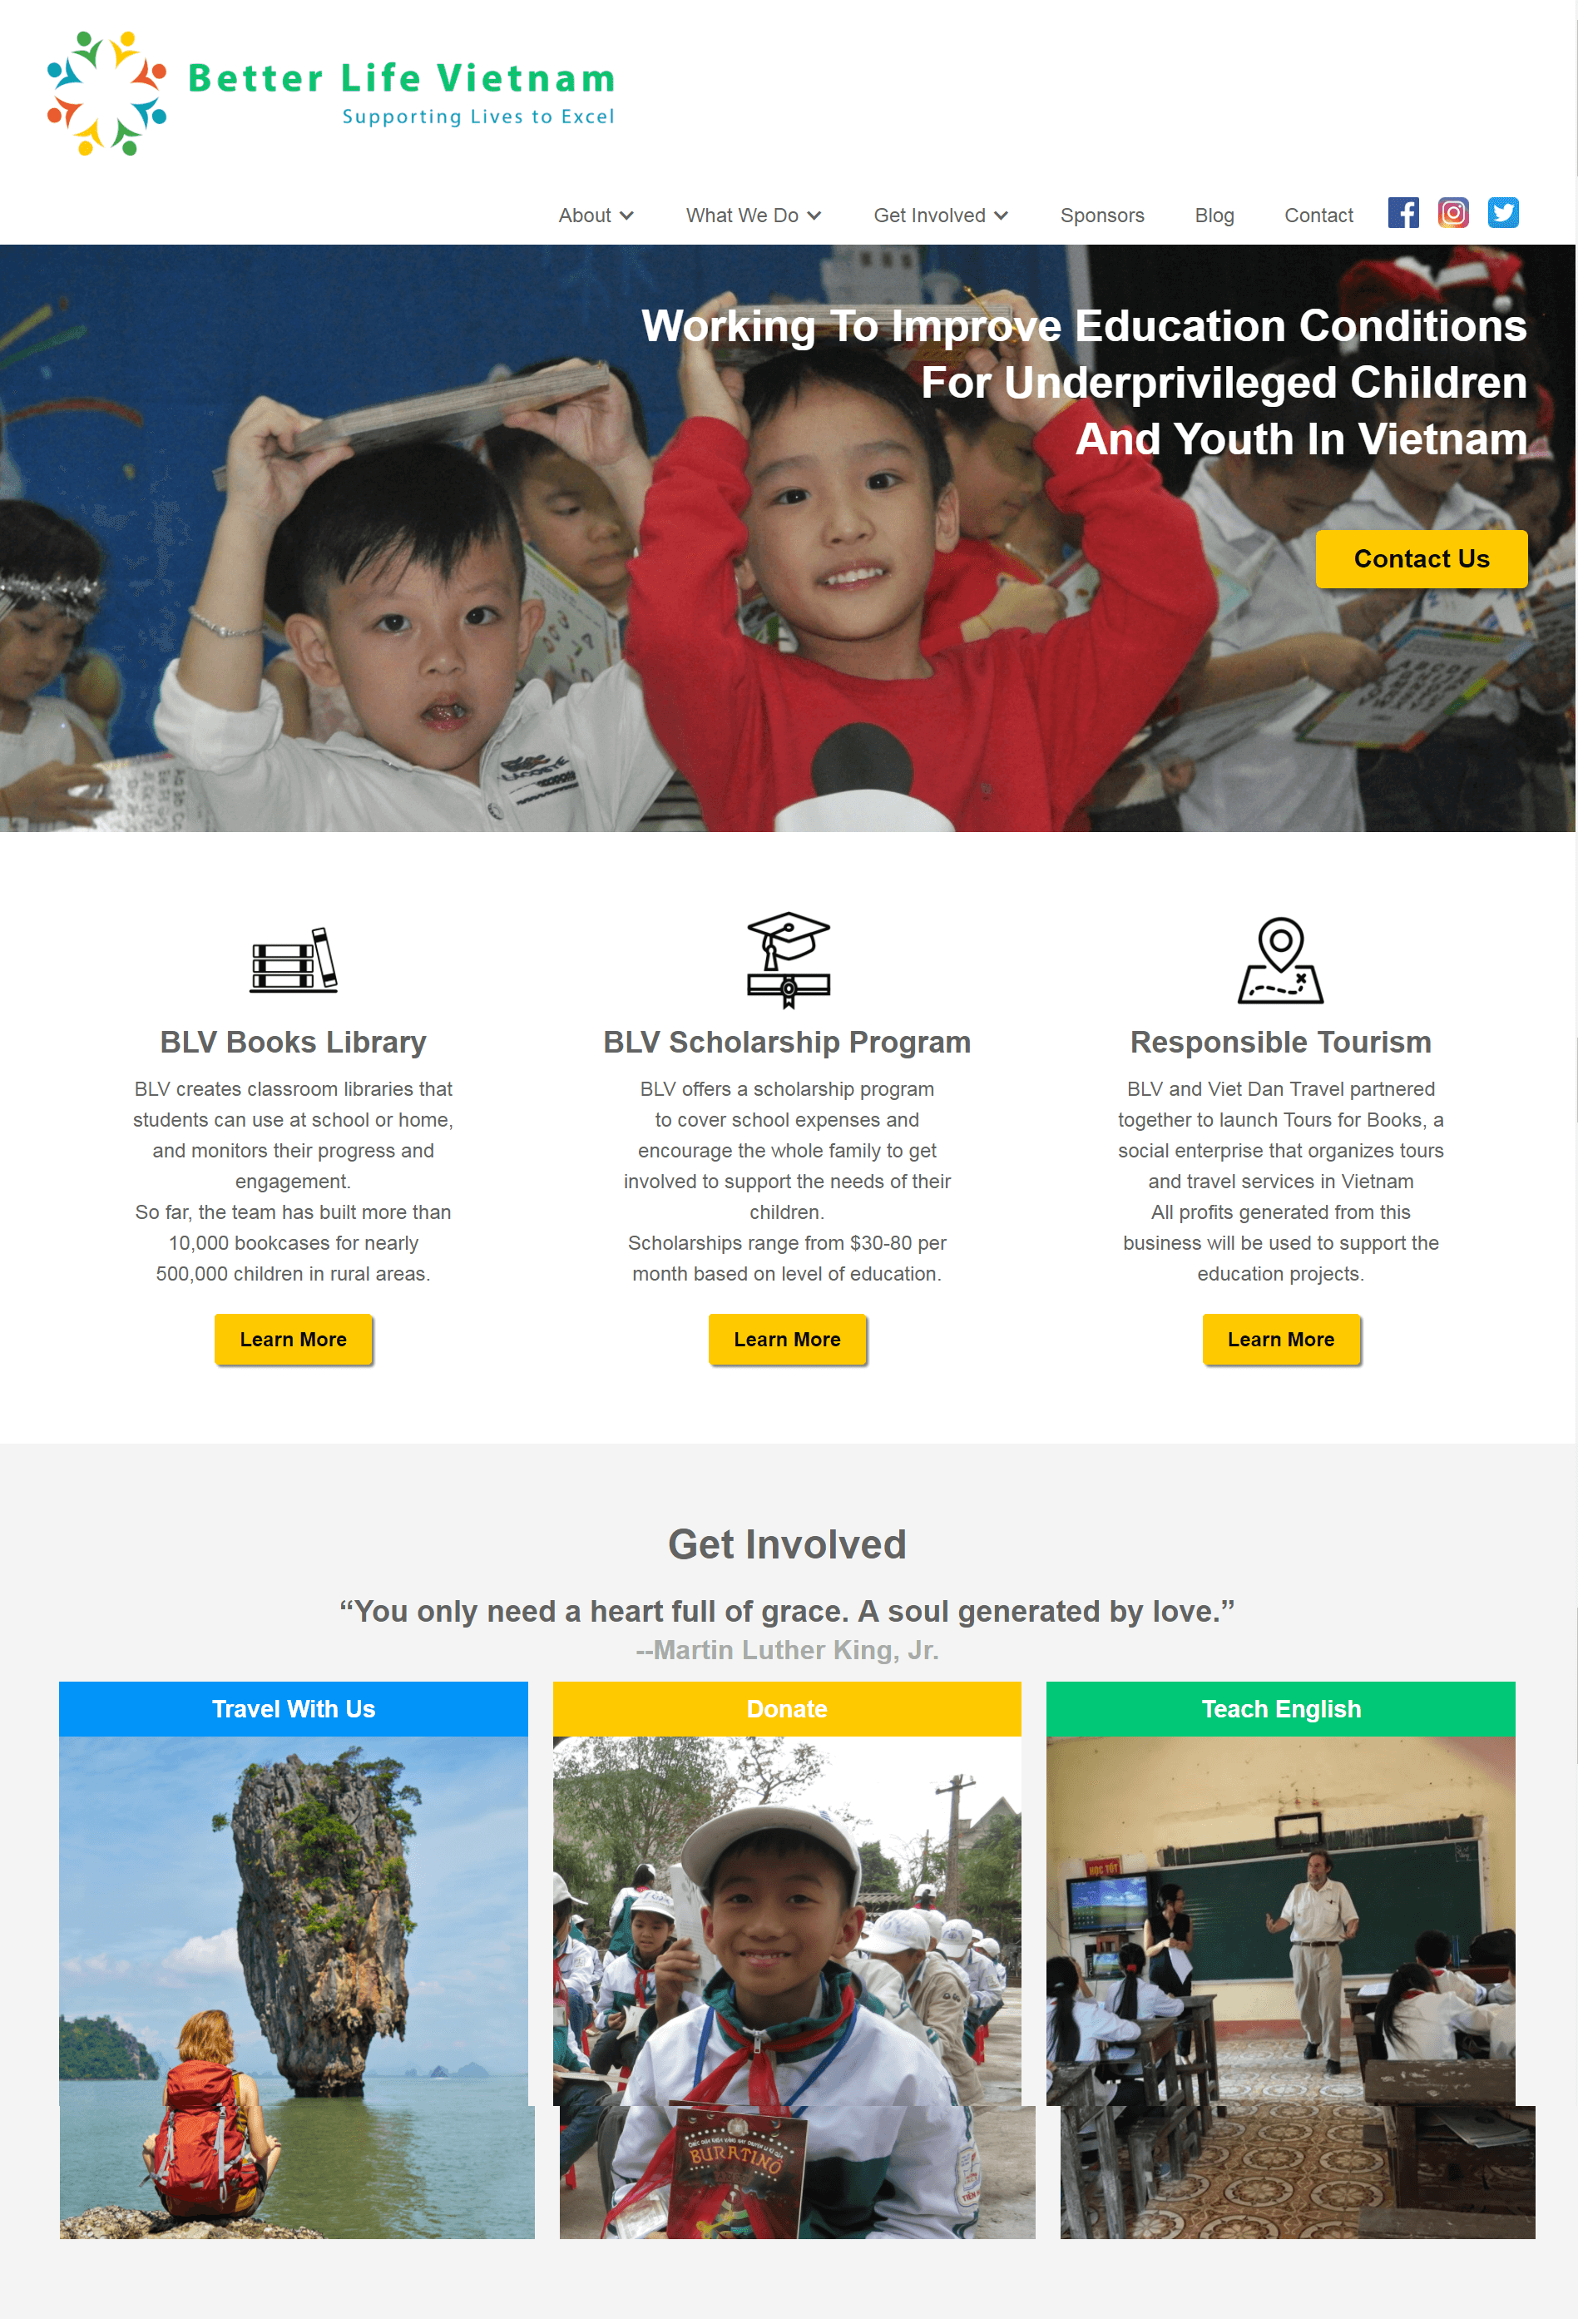 Better Life Vietnam
Supporting Lives to Excel
About
What We Do
Get Involved
Sponsors
Blog
Contact
Working To Improve Education Conditions
For Underprivileged Children
And Youth In Vietnam
Contact Us
LACOSTE
BLV Books Library
BLV creates classroom libraries that
students can use at school or home,
and monitors their progress and
engagement.
So far, the team has built more than
10,000 bookcases for nearly
500,000 children in rural areas.
Learn More
BLV Scholarship Program
BLV offers a scholarship program
to cover school expenses and
encourage the whole family to get
involved to support the needs of their
children.
Scholarships range from $30-80 per
month based on level of education.
Learn More
Responsible Tourism
BLV and Viet Dan Travel partnered
together to launch Tours for Books, a
social enterprise that organizes tours
and travel services in Vietnam
All profits generated from this
business will be used to support the
education projects.
Learn More
Get Involved
“You only need a heart full of grace. A soul generated by love.”
--Martin Luther King, Jr.
Travel With Us
Donate
Teach English
HỌC TỐT
BURATINÔ